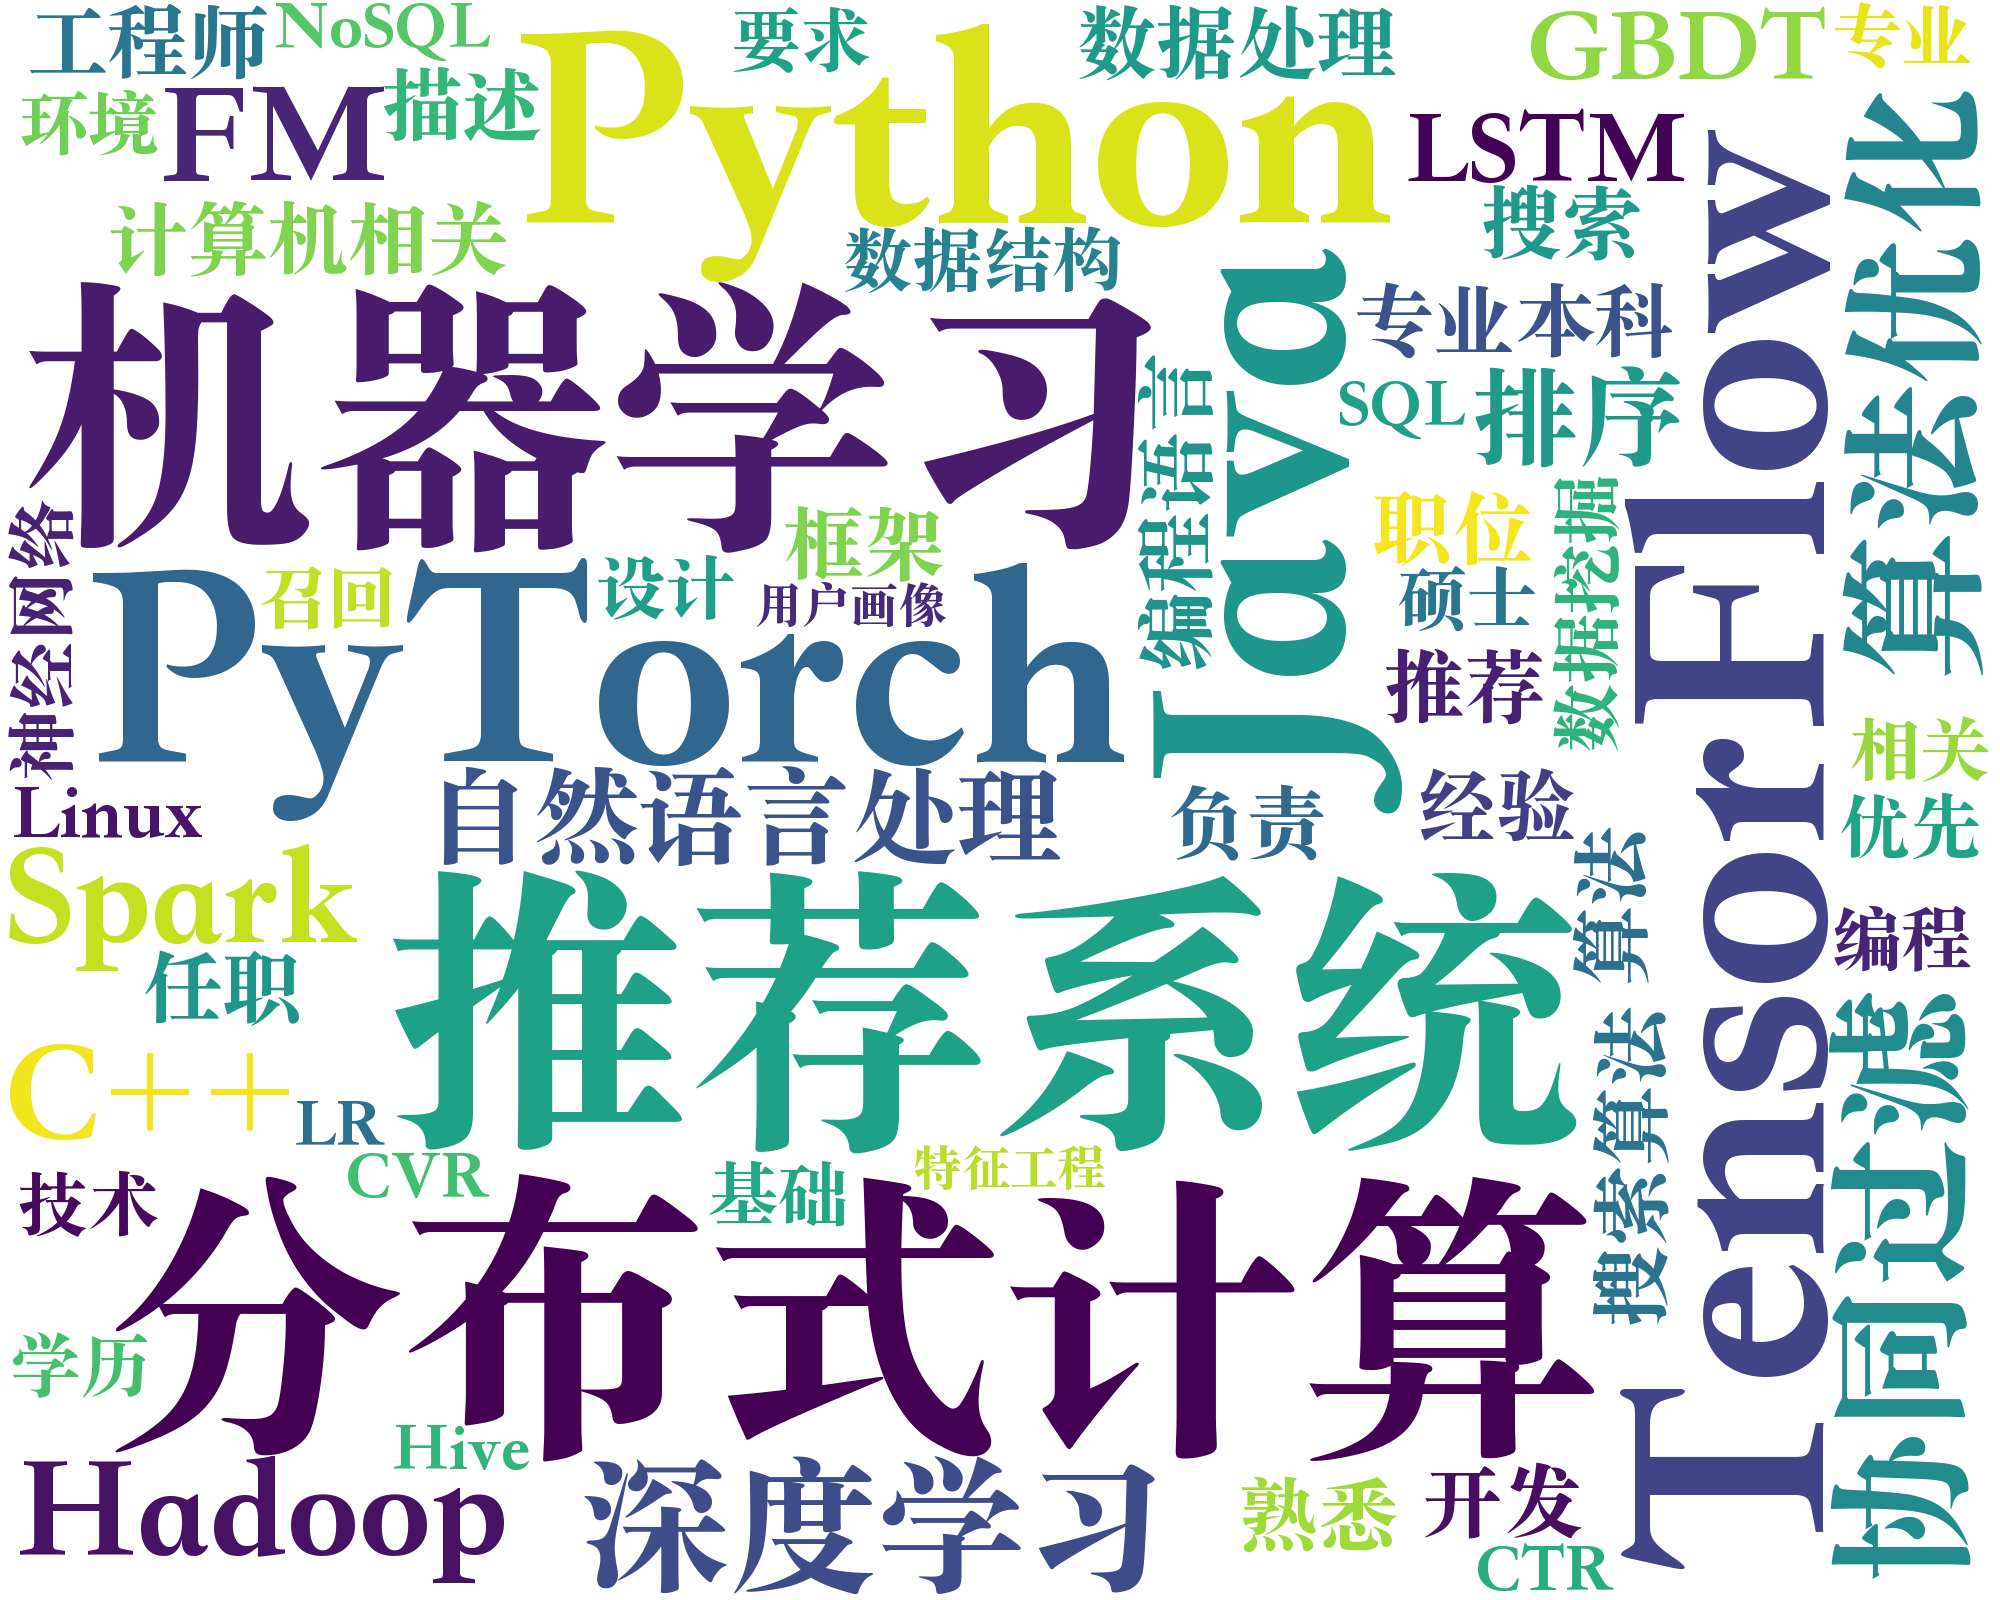 工程师
NoSQL
要求
数据处理
GBDT
专业
环境
FM
描述
Python
LSTM
算法优化
计算机相关
数据结构
搜索
TensorFlow
机器学习
Java
专业本科
编程语言
SQL
排序
神经网络
框架
职位
数据挖掘
PyTorch
召回
设计
用户画像
硕士
推荐
相关
Linux
自然语言处理
负责
经验
优先
Spark
推荐系统
算法
编程
任职
协同过滤
C++
LR
搜索算法
CVR
基础
特征工程
技术
分布式计算
学历
Hive
Hadoop
深度学习
熟悉
开发
CTR